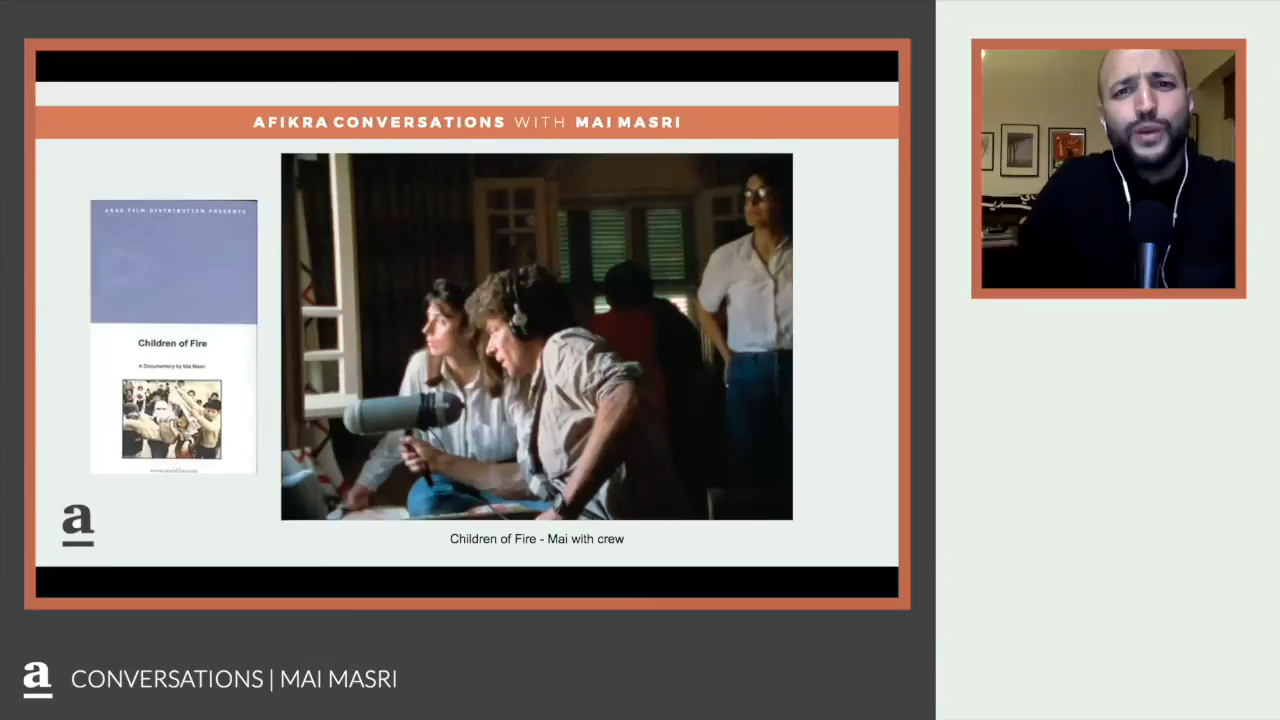 AFIKRA CONVERSATIONS WITH MAI MASRI
ARAB FILM DISTRIBUTION PRESENTS
Children of Fire
A Documentary by Mai Masri
a
Children of Fire - Mai with crew
a CONVERSATIONS | MAI MASRI